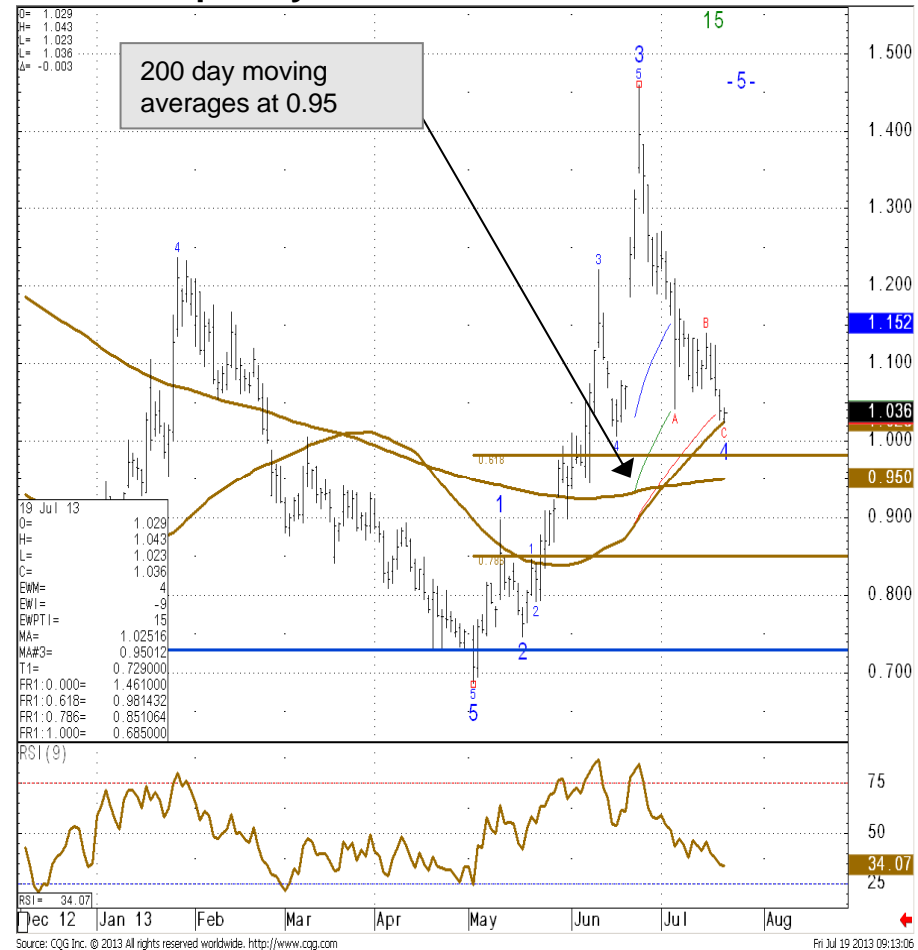 O= 1.029
H= 1.043
L= 1.023
L= 1.036
Δ= -0.003
15
200 day moving
averages at 0.95
3
5
-5-
1.500
1.400
1.300
1.200
1.152
1.100
1.036
1.000
0.950
0.900
0.800
0.700
4
3
B
A
C
4
4
0.618
1
0.786
1
2
2
5
5
19 Jul 13
O= 1.029
H= 1.043
L= 1.023
C= 1.036
EWM= 4
EWI= -9
EWPTI= 15
MA= 1.02516
MA#3= 0.95012
T1= 0.729000
FR1:0.000= 1.461000
FR1:0.618= 0.981432
FR1:0.786= 0.851064
FR1:1.000= 0.685000
RSI(9)
75
50
34.07
25
RSI= 34.07
Dec 12 Jan 13 Feb Mar Apr May Jun Jul Aug
Source: CQG Inc. © 2013 All rights reserved worldwide. http://www.cqg.com
Fri Jul 19 2013 09:13:06